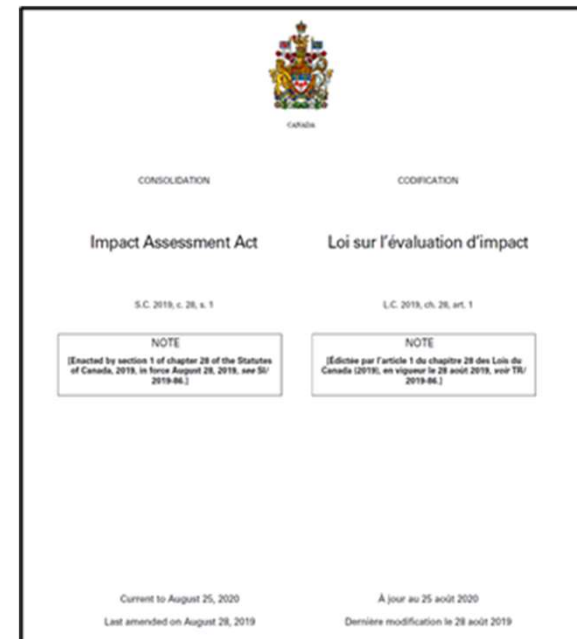 CANADA
CONSOLIDATION
Impact Assessment Act
S.C. 2019, c. 28, s. 1
NOTE
[Enacted by section 1 of chapter 28 of the Statutes
of Canada, 2019, in force August 28, 2019, see SI/
2019-86.]
Current to August 25, 2020
Last amended on August 28, 2019
CODIFICATION
Loi sur l'évaluation d'impact
L.C. 2019, ch. 28, art. 1
NOTE
[Édictée par l'article 1 du chapitre 28 des Lois du
Canada (2019), en vigueur le 28 août 2019, voir TR/
2019-86.]
À jour au 25 août 2020
Dernière modification le 28 août 2019